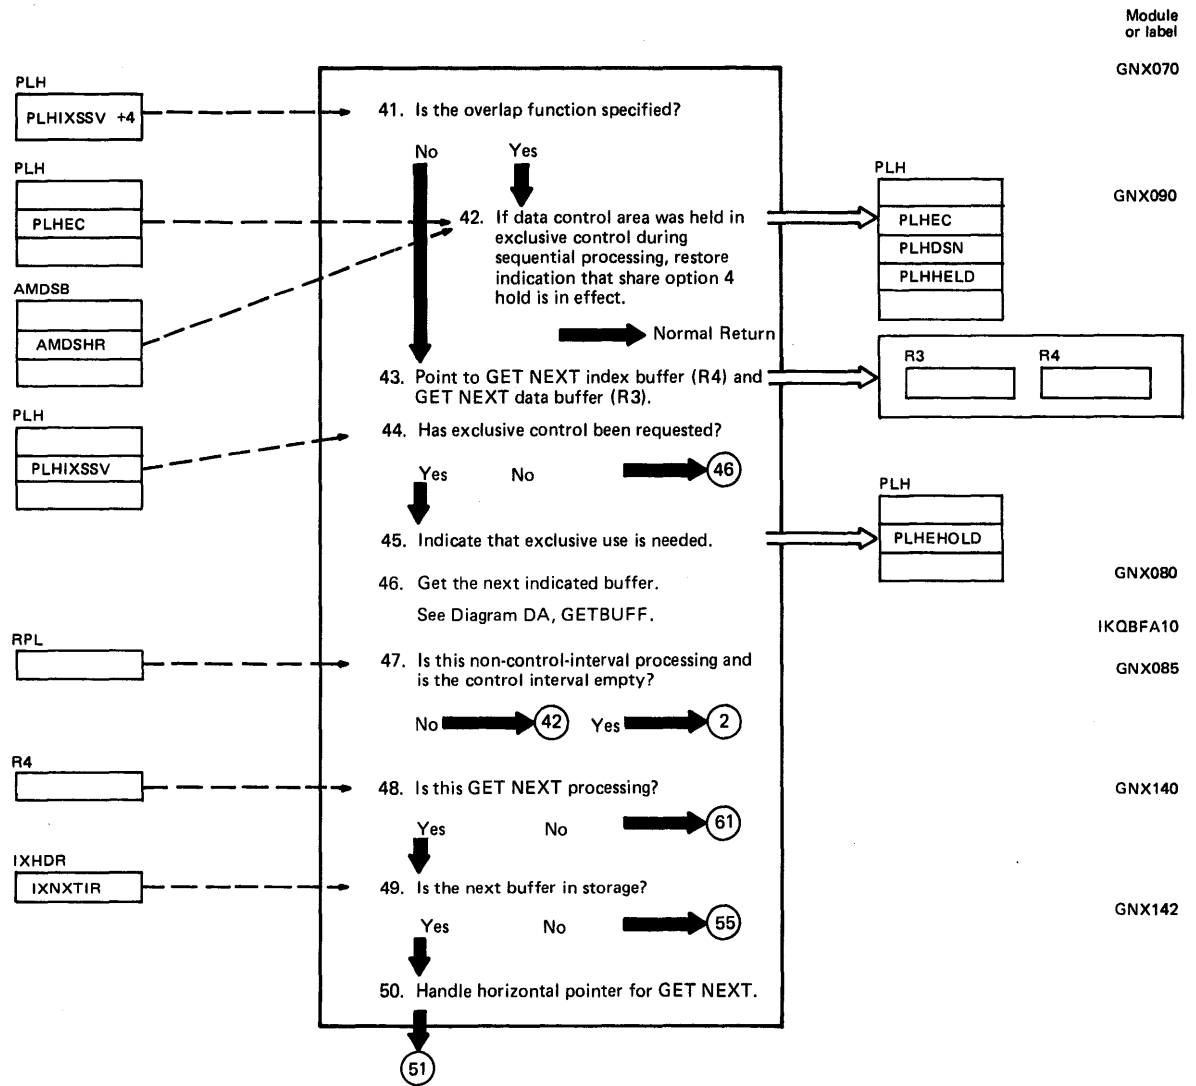 Module
or label
GNX070
PLH
PLHIXSSV +4
41. Is the overlap function specified?
No
Yes
PLH
PLHEC
AMDSB
AMDSHR
42. If data control area was held in
exclusive control during
sequential processing, restore
indication that share option 4
hold is in effect.
Normal Return
PLH
PLHEC
PLHDSN
PLHHELD
GNX090
43. Point to GET NEXT index buffer (R4) and
GET NEXT data buffer (R3).
R3
R4
PLH
PLHIXSSV
44. Has exclusive control been requested?
Yes
No
46
45. Indicate that exclusive use is needed.
PLH
PLHEHOLD
46. Get the next indicated buffer.
See Diagram DA, GETBUFF.
GNX080
IKQBFA10
RPL
47. Is this non-control-interval processing and
is the control interval empty?
GNX085
No
42
Yes
2
R4
48. Is this GET NEXT processing?
GNX140
Yes
No
61
IXHDR
IXNXTIR
49. Is the next buffer in storage?
GNX142
Yes
No
55
50. Handle horizontal pointer for GET NEXT.
51